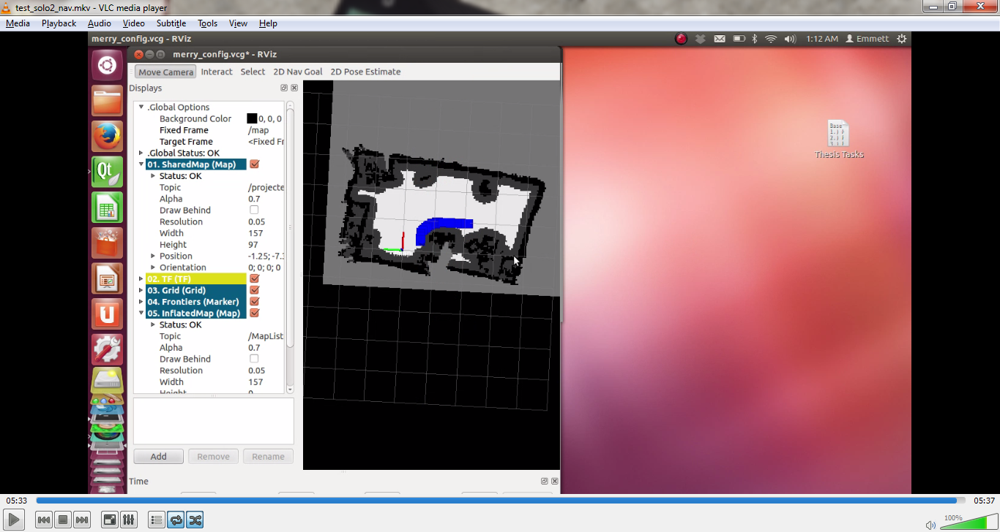 test_solo2_nav.mkv - VLC media player
Media Playback Audio Video Subtitle Tools View Help
merry_config.vcg - RViz
1:12 AM Emmett
merry_config.vcg* - RViz
Move Camera Interact Select 2D Nav Goal 2D Pose Estimate
Displays
.Global Options
Background Color 0, 0, 0
Fixed Frame /map
Target Frame <Fixed Fr
.Global Status: OK
01. SharedMap (Map)
Status: OK
Topic /projecte
Alpha 0.7
Draw Behind
Resolution 0.05
Width 157
Height 97
Position -1.25; -7.
Orientation 0; 0; 0; 0
02. TF (TF)
03. Grid (Grid)
04. Frontiers (Marker)
05. InflatedMap (Map)
Status: OK
Topic /MapList
Alpha 0.7
Draw Behind
Resolution 0.05
Width 157
Height 0
Add Remove Rename
Time
Qt
Base
1.)
2.)
3.)
Thesis Tasks
05:33 05:37
100%